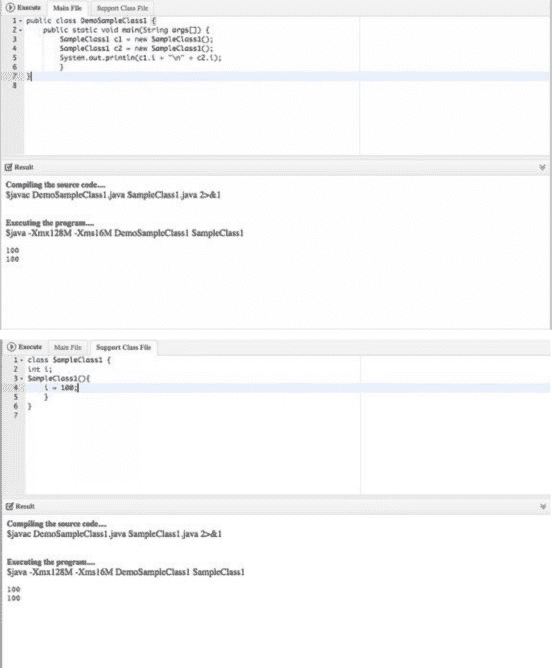 Execute Main File Support Class File
1 public class DemoSampleClass1 {
2 public static void main(String args[]) {
3 SampleClass1 c1 = new SampleClass1();
4 SampleClass1 c2 = new SampleClass1();
5 System.out.println(c1.i + "\n" + c2.i);
6 }
7 }
8
Result
Compiling the source code....
$javac DemoSampleClass1.java SampleClass1.java 2>&1
Executing the program....
$java -Xmx128M -Xms16M DemoSampleClass1 SampleClass1
100
100
Execute Main File Support Class File
1 class SampleClass1 {
2 int i;
3 SampleClass1(){
4 i = 100;
5 }
6 }
7
Result
Compiling the source code....
$javac DemoSampleClass1.java SampleClass1.java 2>&1
Executing the program....
$java -Xmx128M -Xms16M DemoSampleClass1 SampleClass1
100
100